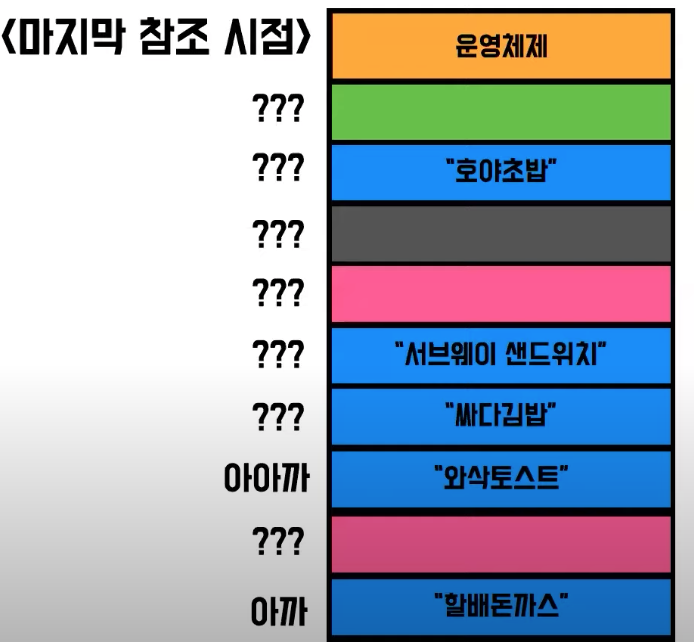 <마지막 참조 시점>
운영체제
???
???
"호야초밥"
???
???
???
"서브웨이 샌드위치"
???
"싸다김밥"
아아까
"와삭토스트"
???
아까
"할배돈까스"